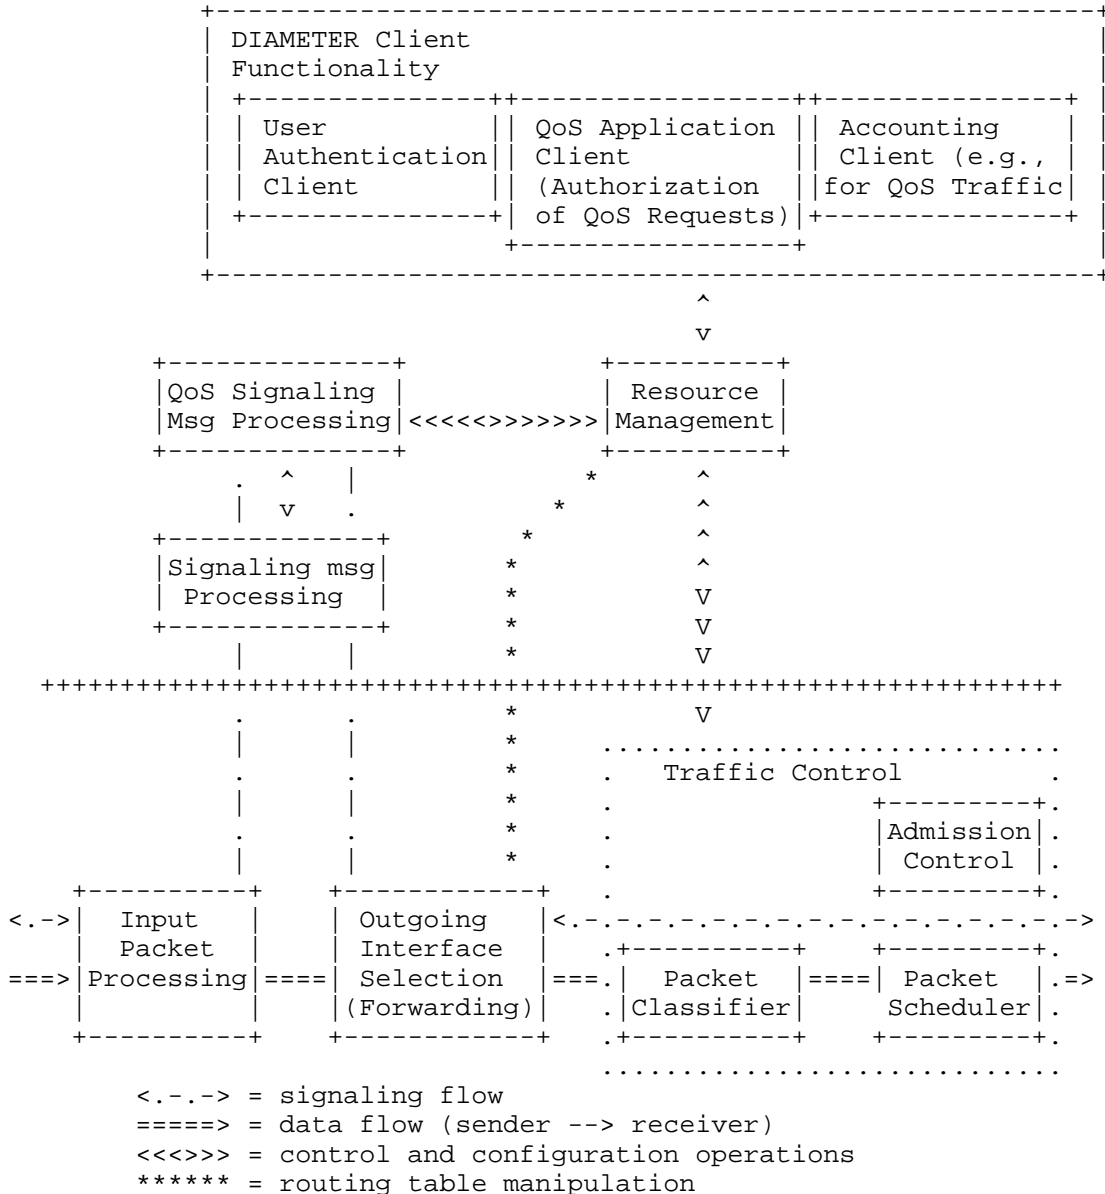 DIAMETER Client
Functionality
User QoS Application Accounting
Authentication Client Client (e.g.,
Client (Authorization for QoS Traffic
of QoS Requests)
QoS Signaling Resource
Msg Processing <<<<<>>>>>>> Management
Signaling msg
Processing
Traffic Control
Admission
Control
Input Outgoing
Packet Interface
Processing Selection Packet Packet
(Forwarding) Classifier Scheduler
<.-.-> = signaling flow
=====> = data flow (sender --> receiver)
<<<>>> = control and configuration operations
****** = routing table manipulation